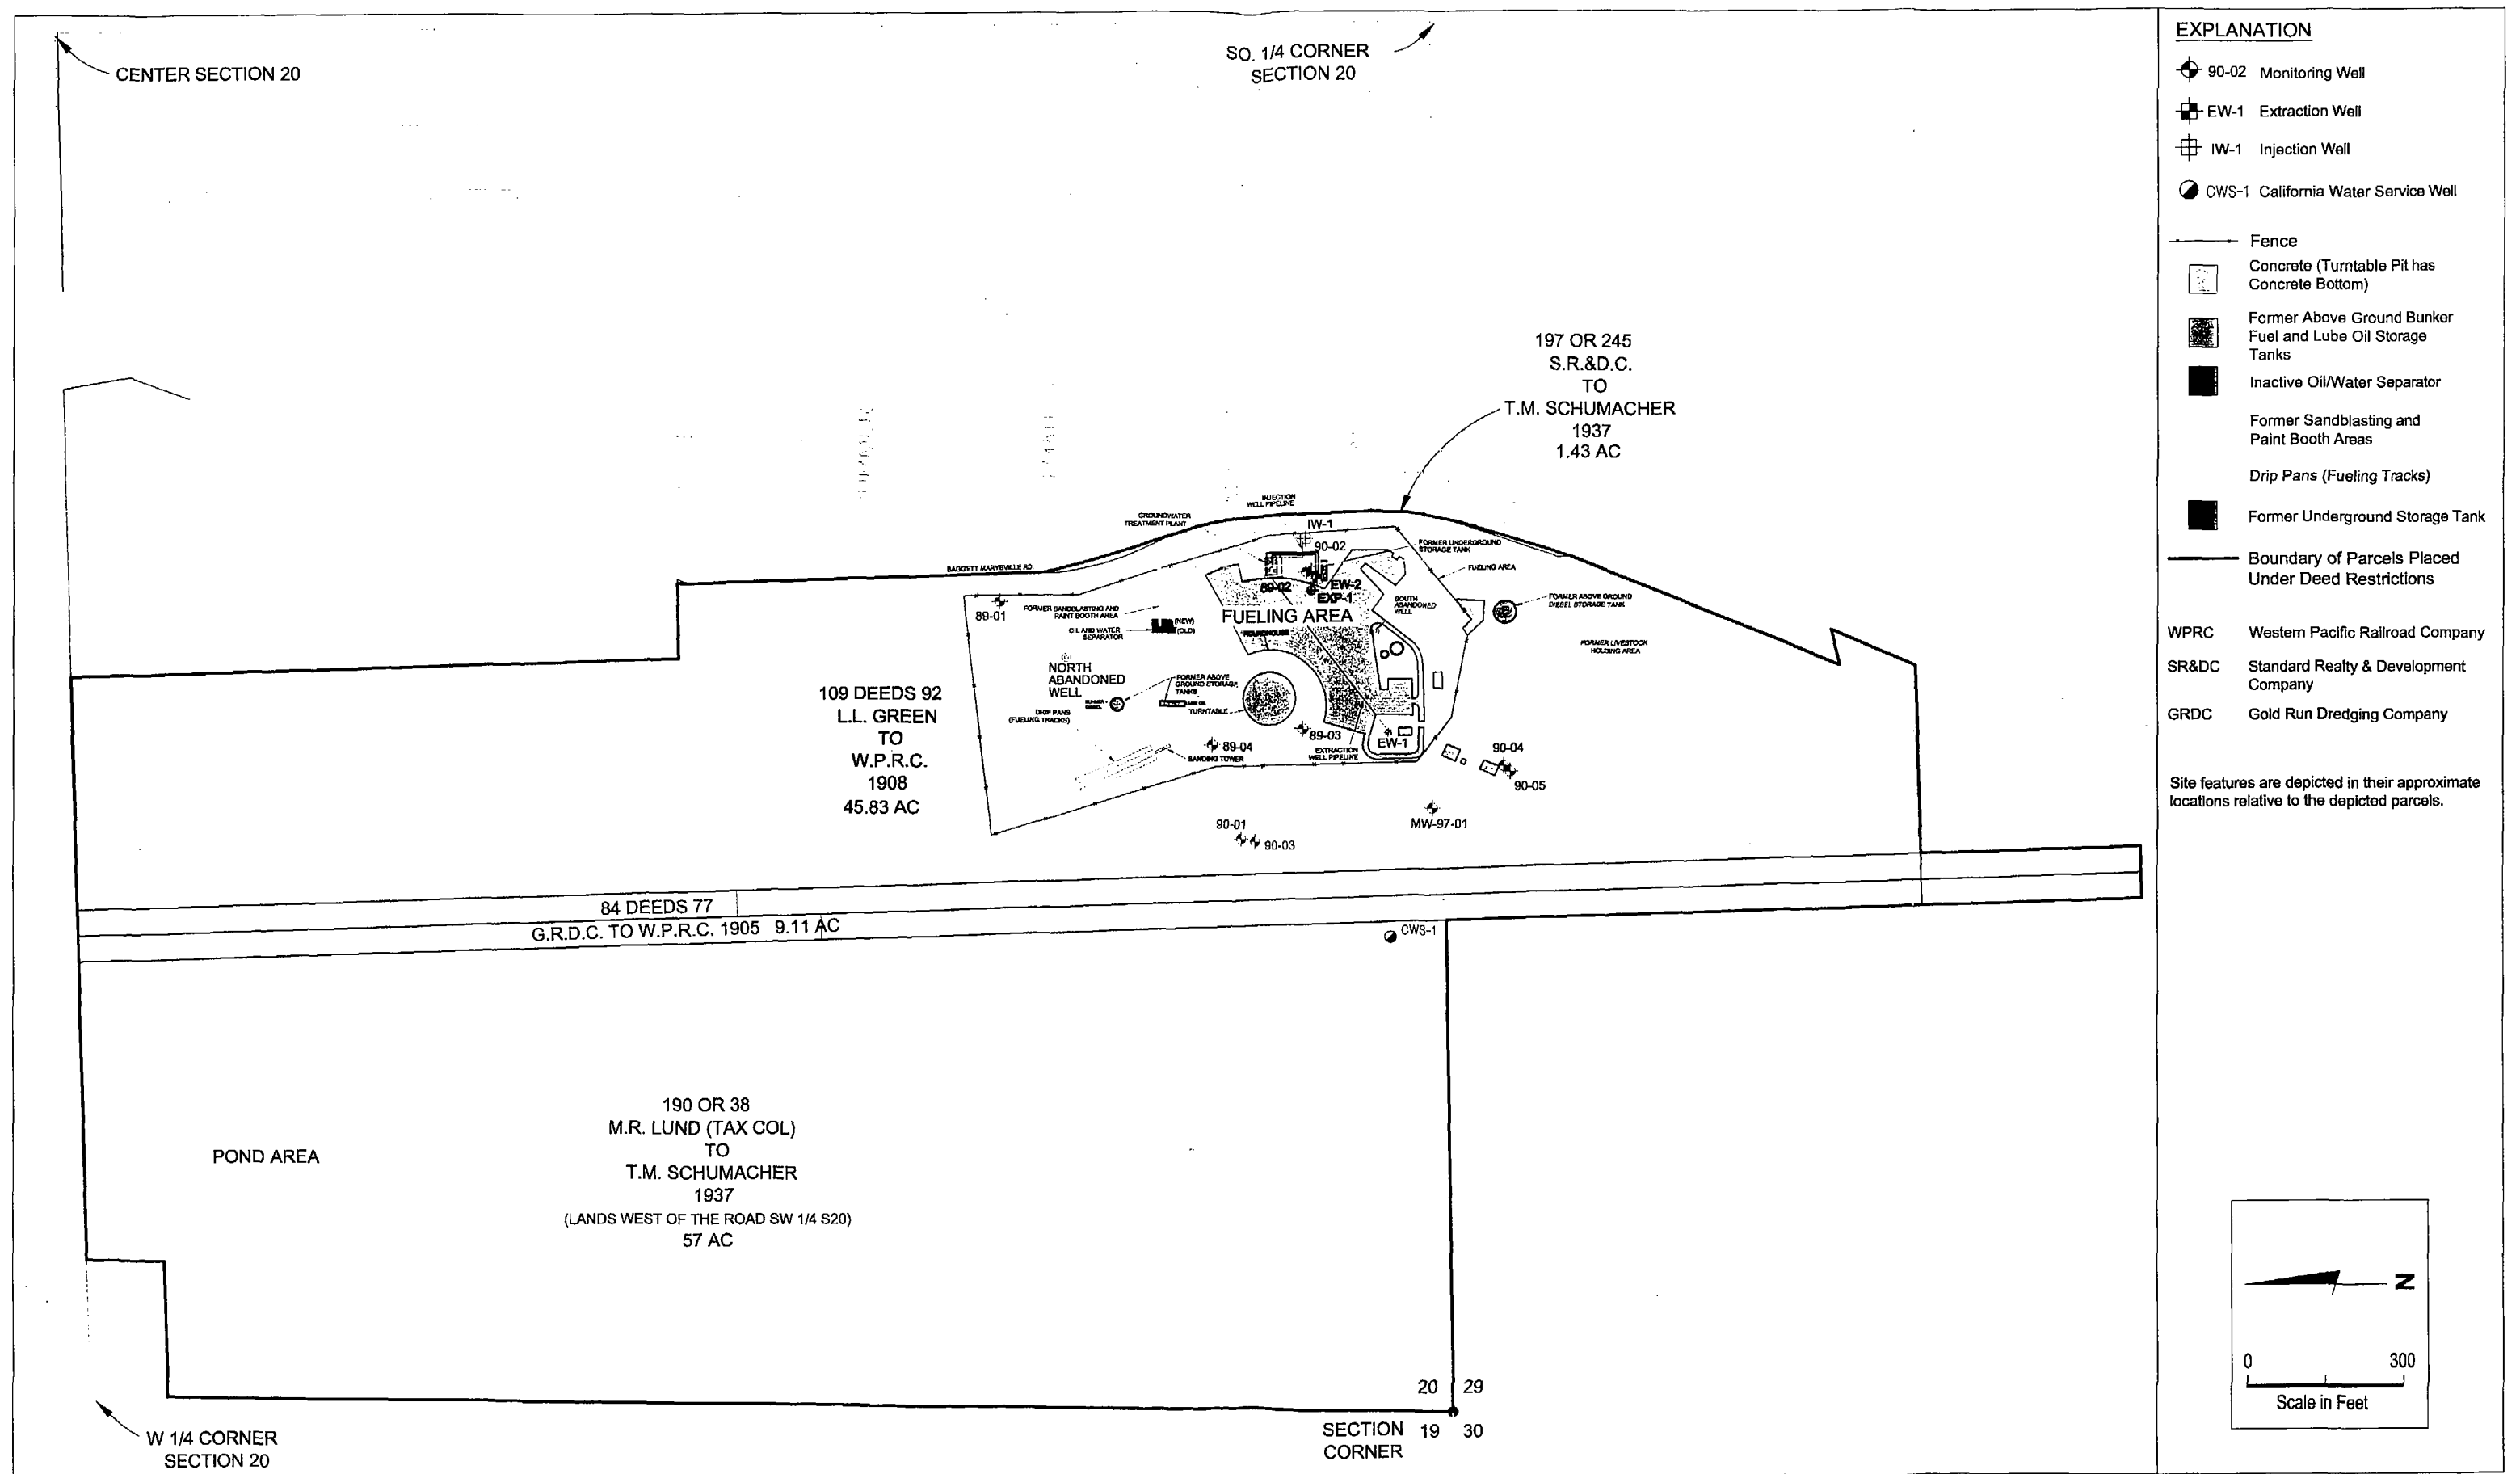 CENTER SECTION 20
SO. 1/4 CORNER
SECTION 20
197 OR 245
S.R.&D.C.
TO
T.M. SCHUMACHER
1937
1.43 AC
INJECTION
WELL PIPELINE
GROUNDWATER
TREATMENT PLANT
IW-1
90-02
FORMER UNDERGROUND
STORAGE TANK
BAGGETT MARYSVILLE RD.
FUELING AREA
89-02
EW-2
EXP-1
89-01
FORMER SANDBLASTING AND
PAINT BOOTH AREA
SOUTH
ABANDONED
WELL
FORMER ABOVE GROUND
DIESEL STORAGE TANK
FUELING AREA
OIL AND WATER
SEPARATOR
(NEW)
(OLD)
ROUNDHOUSE
FORMER LIVESTOCK
HOLDING AREA
NORTH
ABANDONED
WELL
FORMER ABOVE
GROUND STORAGE
TANKS
LUBE OIL
TURNTABLE
DRIP PANS
(FUELING TRACKS)
109 DEEDS 92
L.L. GREEN
TO
W.P.R.C.
1908
45.83 AC
89-04
SANDING TOWER
89-03
EXTRACTION
WELL PIPELINE
EW-1
90-04
90-05
MW-97-01
90-01
90-03
84 DEEDS 77
G.R.D.C. TO W.P.R.C. 1905 9.11 AC
CWS-1
190 OR 38
M.R. LUND (TAX COL)
TO
T.M. SCHUMACHER
1937
(LANDS WEST OF THE ROAD SW 1/4 S20)
57 AC
POND AREA
20 29
SECTION 19 30
CORNER
W 1/4 CORNER
SECTION 20
EXPLANATION
90-02 Monitoring Well
EW-1 Extraction Well
IW-1 Injection Well
CWS-1 California Water Service Well
Fence
Concrete (Turntable Pit has
Concrete Bottom)
Former Above Ground Bunker
Fuel and Lube Oil Storage
Tanks
Inactive Oil/Water Separator
Former Sandblasting and
Paint Booth Areas
Drip Pans (Fueling Tracks)
Former Underground Storage Tank
Boundary of Parcels Placed
Under Deed Restrictions
WPRC Western Pacific Railroad Company
SR&DC Standard Realty & Development
Company
GRDC Gold Run Dredging Company
Site features are depicted in their approximate
locations relative to the depicted parcels.
N
0 300
Scale in Feet